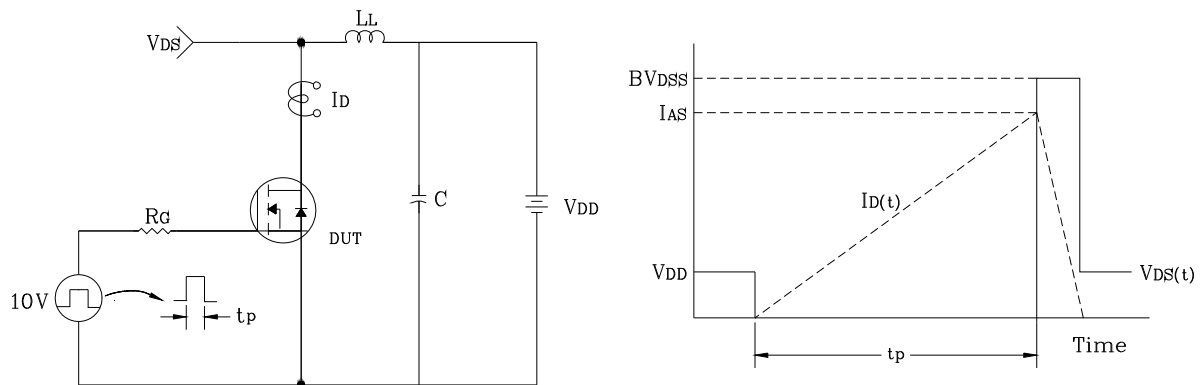 LL
VDS
ID
RG
DUT
C
VDD
10V
tp
BVDSS
IAS
ID(t)
VDD
VDS(t)
tp
Time